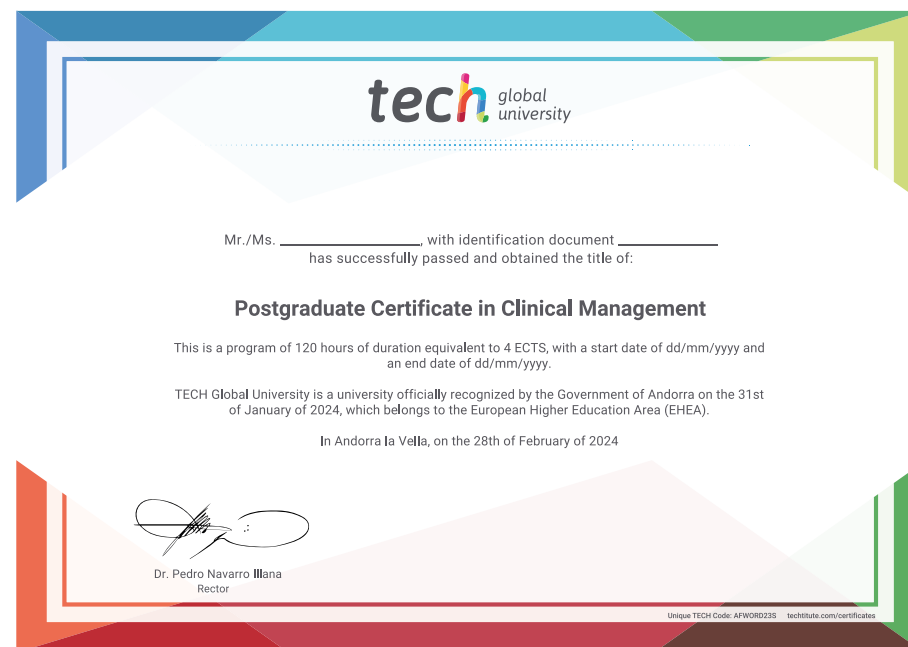 tech global university
Mr./Ms. ____________________, with identification document ______________
has successfully passed and obtained the title of:
Postgraduate Certificate in Clinical Management
This is a program of 120 hours of duration equivalent to 4 ECTS, with a start date of dd/mm/yyyy and
an end date of dd/mm/yyyy.
TECH Global University is a university officially recognized by the Government of Andorra on the 31st
of January of 2024, which belongs to the European Higher Education Area (EHEA).
In Andorra la Vella, on the 28th of February of 2024
Dr. Pedro Navarro Illana
Rector
Unique TECH Code: AFWORD23S techtitute.com/certificates